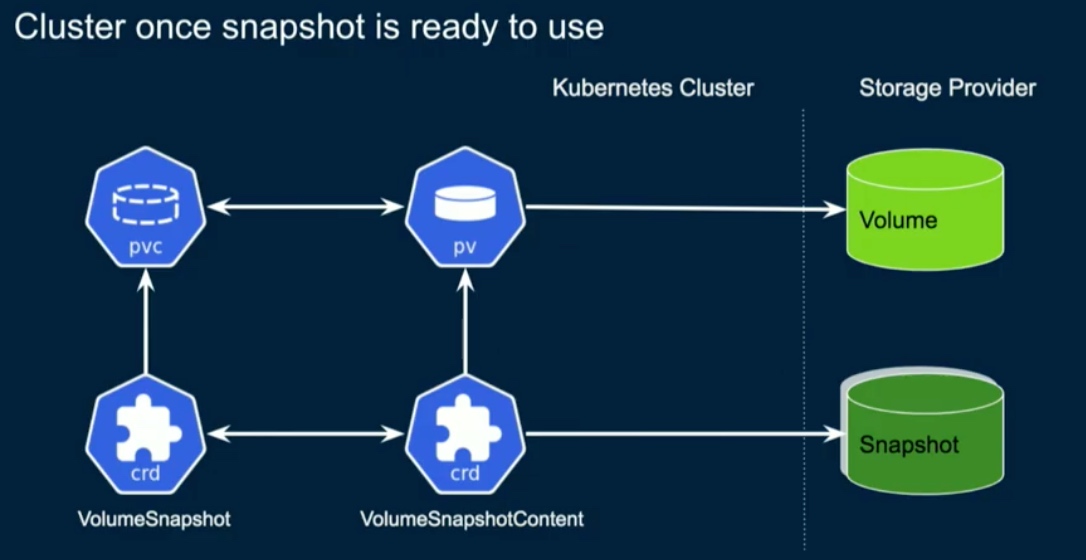 Cluster once snapshot is ready to use
Kubernetes Cluster
Storage Provider
pvc
pv
Volume
crd
crd
Snapshot
VolumeSnapshot
VolumeSnapshotContent